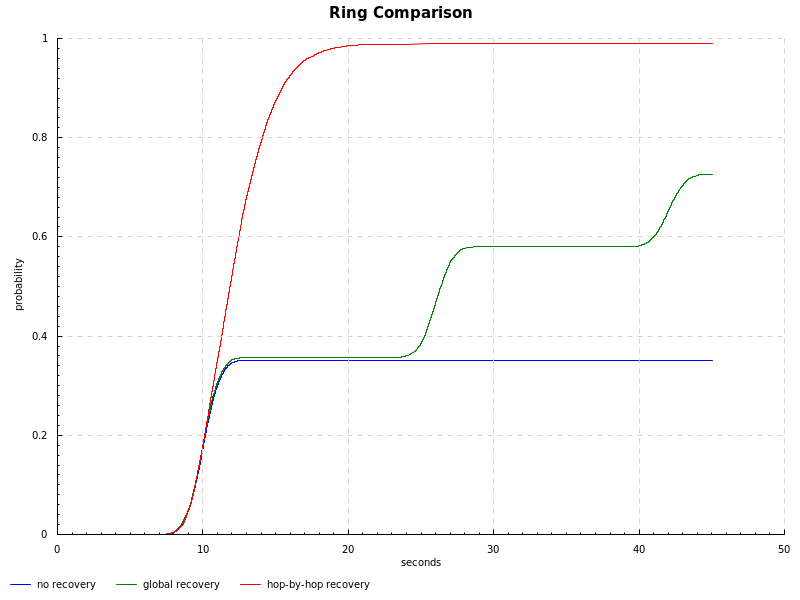 Ring Comparison
1
0.8
0.6
0.4
0.2
0
probability
0 10 20 30 40 50
seconds
no recovery global recovery hop-by-hop recovery